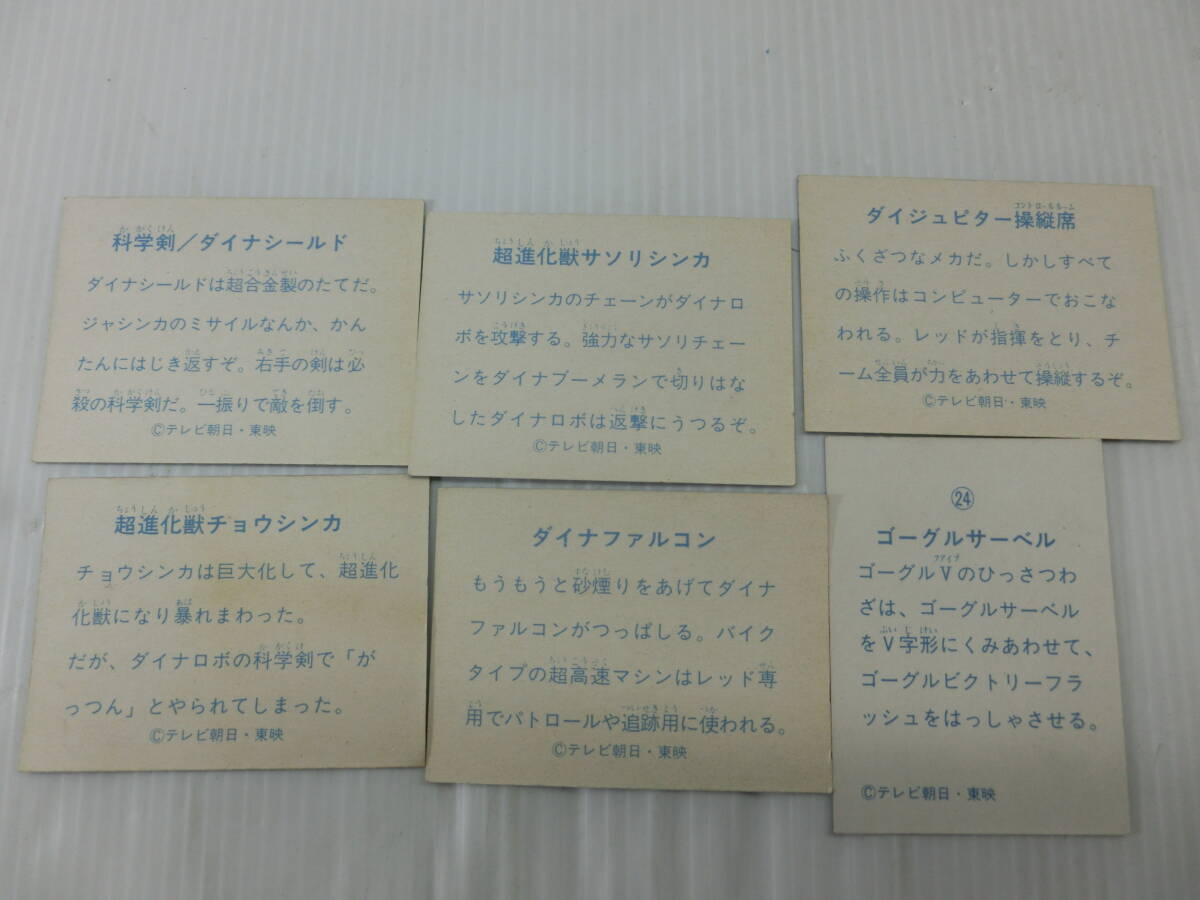 科学剣／ダイナシールド
ダイナシールドは超合金製のたてだ。
ジャシンカのミサイルなんか、かん
たんにはじき返すぞ。右手の剣は必
殺の科学剣だ。一振りで敵を倒す。
©テレビ朝日・東映
超進化獣サソリシンカ
サソリシンカのチェーンがダイナロ
ボを攻撃する。強力なサソリチェー
ンをダイナブーメランで切りはな
したダイナロボは返撃にうつるぞ。
©テレビ朝日・東映
ダイジュピター操縦席
ふくざつなメカだ。しかしすべて
の操作はコンピューターでおこな
われる。レッドが指揮をとり、チ
ーム全員が力をあわせて操縦するぞ。
©テレビ朝日・東映
超進化獣チョウシンカ
チョウシンカは巨大化して、超進化
化獣になり暴れまわった。
だが、ダイナロボの科学剣で「が
っつん」とやられてしまった。
©テレビ朝日・東映
ダイナファルコン
もうもうと砂煙りをあげてダイナ
ファルコンがつっぱしる。バイク
タイプの超高速マシンはレッド専
用でパトロールや追跡用に使われる。
©テレビ朝日・東映
㉔
ゴーグルサーベル
ゴーグルVのひっさつわ
ざは、ゴーグルサーベル
をV字形にくみあわせて、
ゴーグルビクトリーフラ
ッシュをはっしゃさせる。
©テレビ朝日・東映